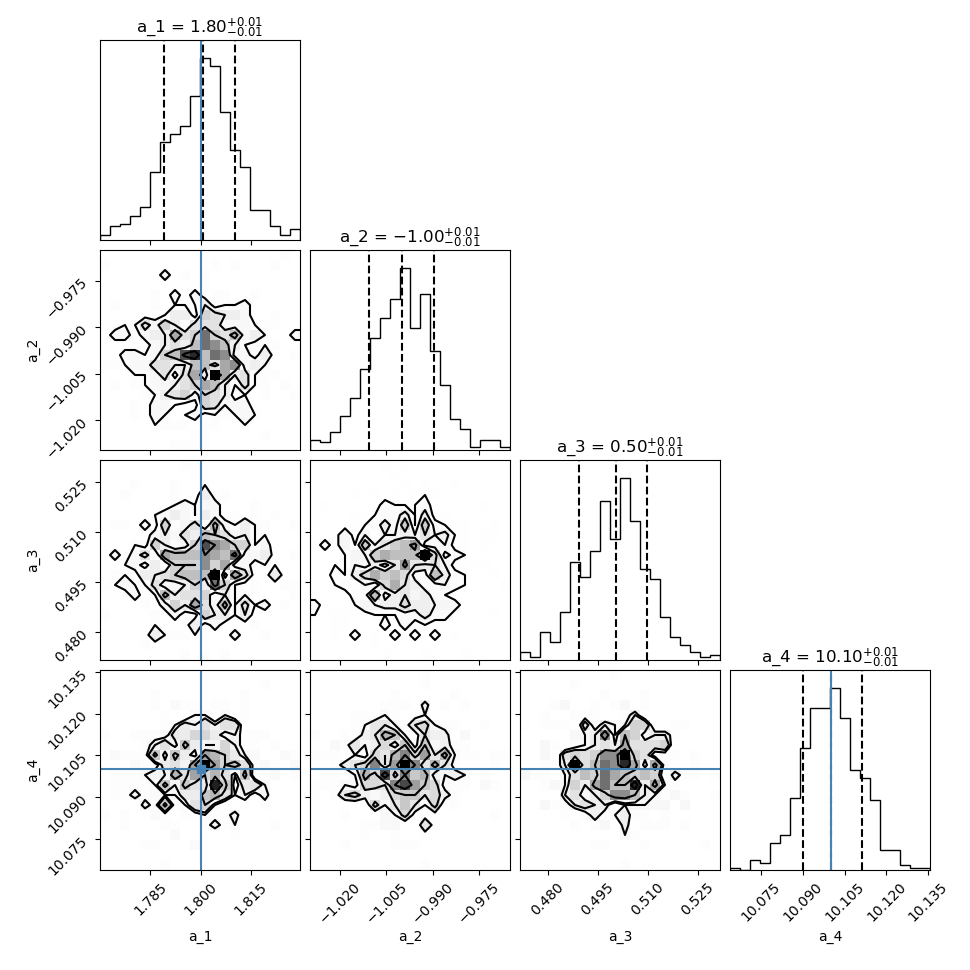 a_1 = 1.80+0.01−0.01
a_2 = −1.00+0.01−0.01
−0.975
−0.990
−1.005
−1.020
a_2
a_3 = 0.50+0.01−0.01
0.525
0.510
0.495
0.480
a_3
a_4 = 10.10+0.01−0.01
10.135
10.120
10.105
10.090
10.075
a_4
1.785 1.800 1.815
−1.020 −1.005 −0.990 −0.975
0.480 0.495 0.510 0.525
10.075 10.090 10.105 10.120 10.135
a_1 a_2 a_3 a_4